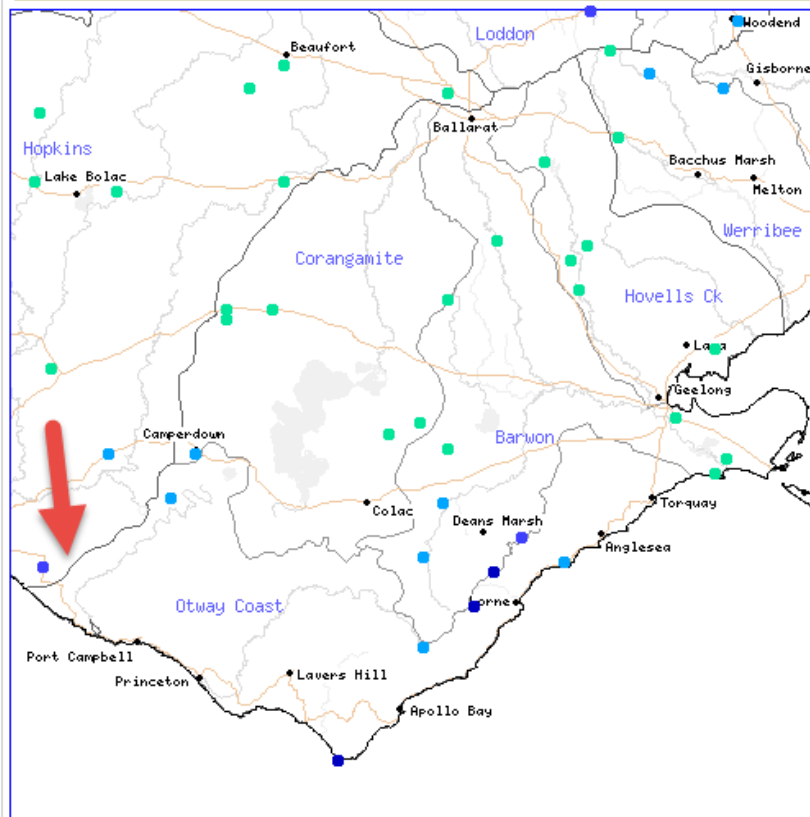 Loddon
Woodend
Beaufort
Gisborne
Ballarat
Hopkins
Bacchus Marsh
Lake Bolac
Melton
Werribee
Corangamite
Hovells Ck
Lara
Geelong
Camperdown
Barwon
Torquay
Colac
Deans Marsh
Anglesea
Otway Coast
Lorne
Port Campbell
Princeton
Lavers Hill
Apollo Bay